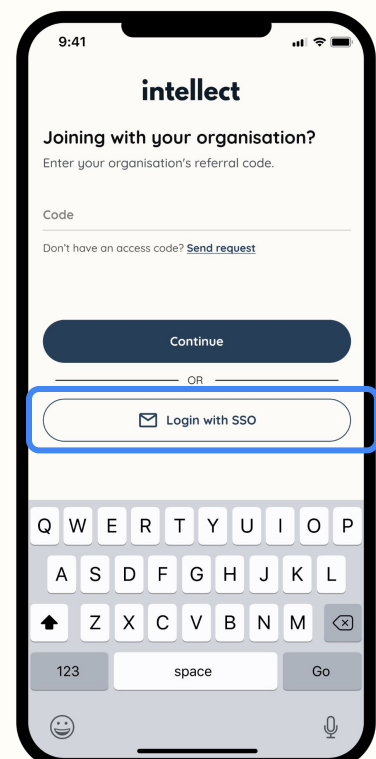 9:41
intellect
Joining with your organisation?
Enter your organisation's referral code.
Code
Don't have an access code? Send request
Continue
OR
Login with SSO
Q W E R T Y U I O P
A S D F G H J K L
Z X C V B N M
123 space Go